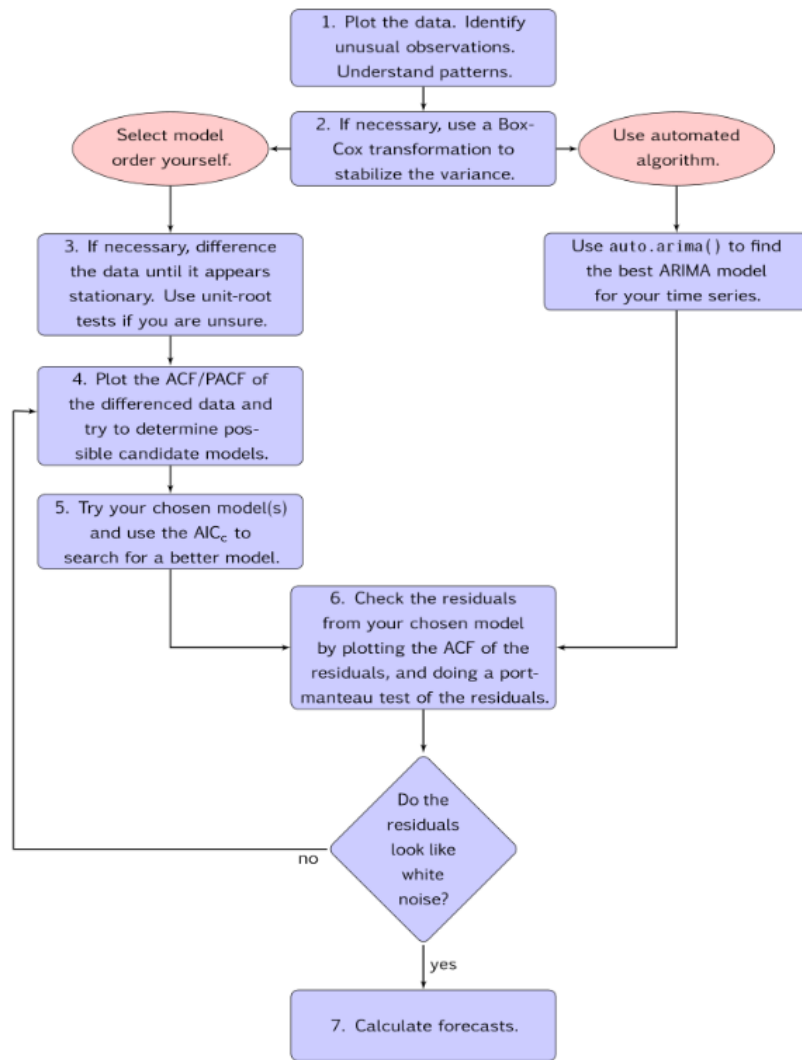 1. Plot the data. Identify
unusual observations.
Understand patterns.
Select model
order yourself.
2. If necessary, use a Box-
Cox transformation to
stabilize the variance.
Use automated
algorithm.
3. If necessary, difference
the data until it appears
stationary. Use unit-root
tests if you are unsure.
Use auto.arima() to find
the best ARIMA model
for your time series.
4. Plot the ACF/PACF of
the differenced data and
try to determine pos-
sible candidate models.
5. Try your chosen model(s)
and use the AICc to
search for a better model.
6. Check the residuals
from your chosen model
by plotting the ACF of the
residuals, and doing a port-
manteau test of the residuals.
Do the
residuals
look like
white
noise?
no
yes
7. Calculate forecasts.